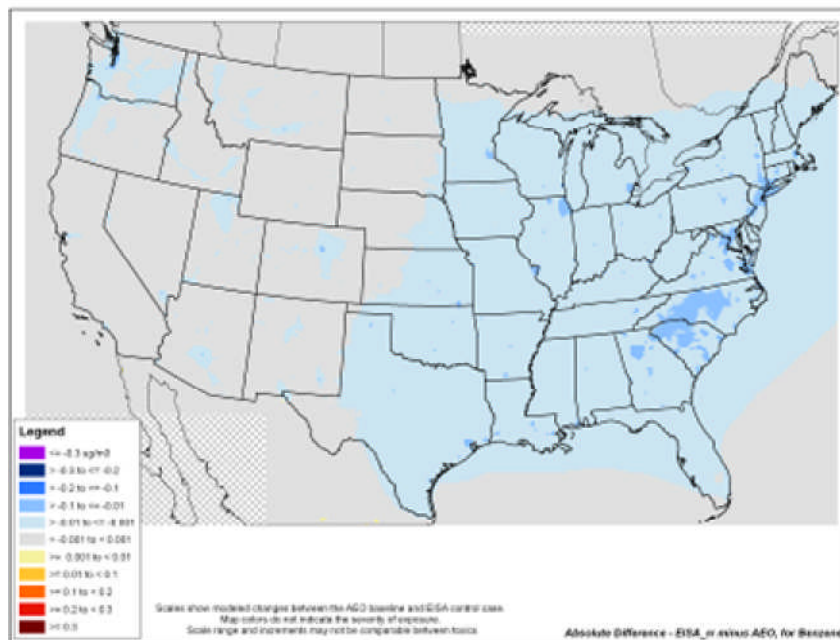 Legend
<= -0.3 ug/m3
> -0.3 to <= -0.2
> -0.2 to <= -0.1
> -0.1 to <= -0.01
> -0.01 to <= -0.001
> -0.001 to < 0.001
>= 0.001 to < 0.01
>= 0.01 to < 0.1
>= 0.1 to < 0.2
>= 0.2 to < 0.3
>= 0.3
Scales show modeled changes between the AEO baseline and EISA control case.
Map colors do not indicate the severity of exposure.
Scale range and increments may not be comparable between toxics
Absolute Difference - EISA_rr minus AEO, for